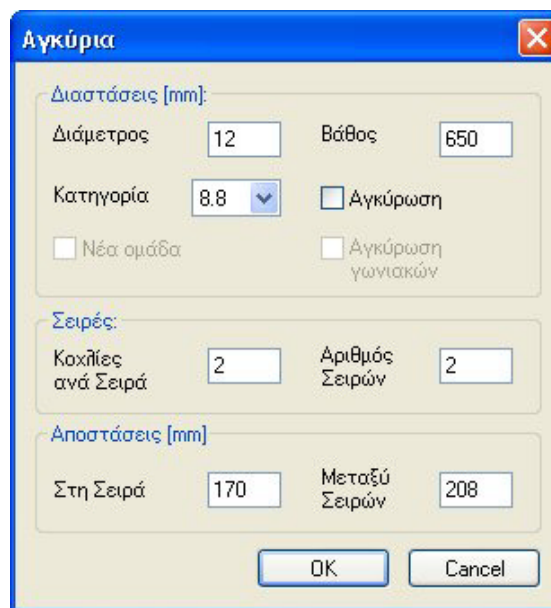 Αγκύρια
Διαστάσεις [mm]:
Διάμετρος 12 Βάθος 650
Κατηγορία 8.8 Αγκύρωση
Νέα ομάδα Αγκύρωση
γωνιακών
Σειρές:
Κοχλίες 2 Αριθμός 2
ανά Σειρά Σειρών
Αποστάσεις [mm]
Στη Σειρά 170 Μεταξύ 208
Σειρών
OK Cancel